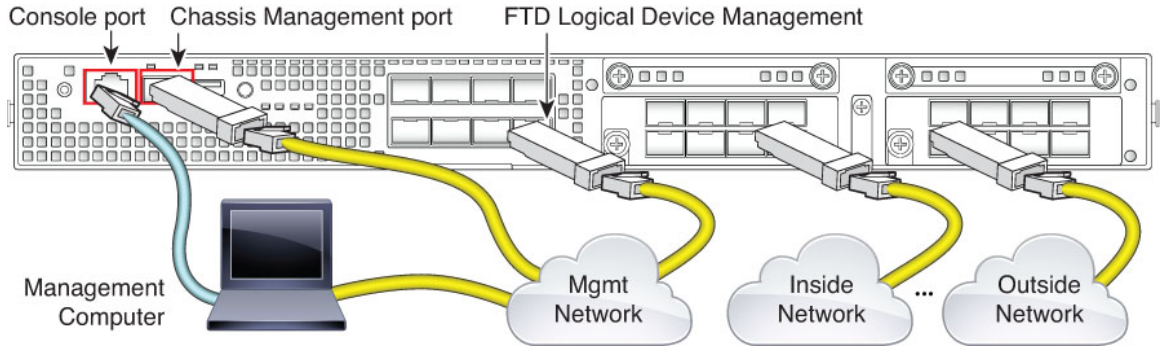 Console port
Chassis Management port
FTD Logical Device Management
Management
Computer
Mgmt
Network
Inside
Network
...
Outside
Network